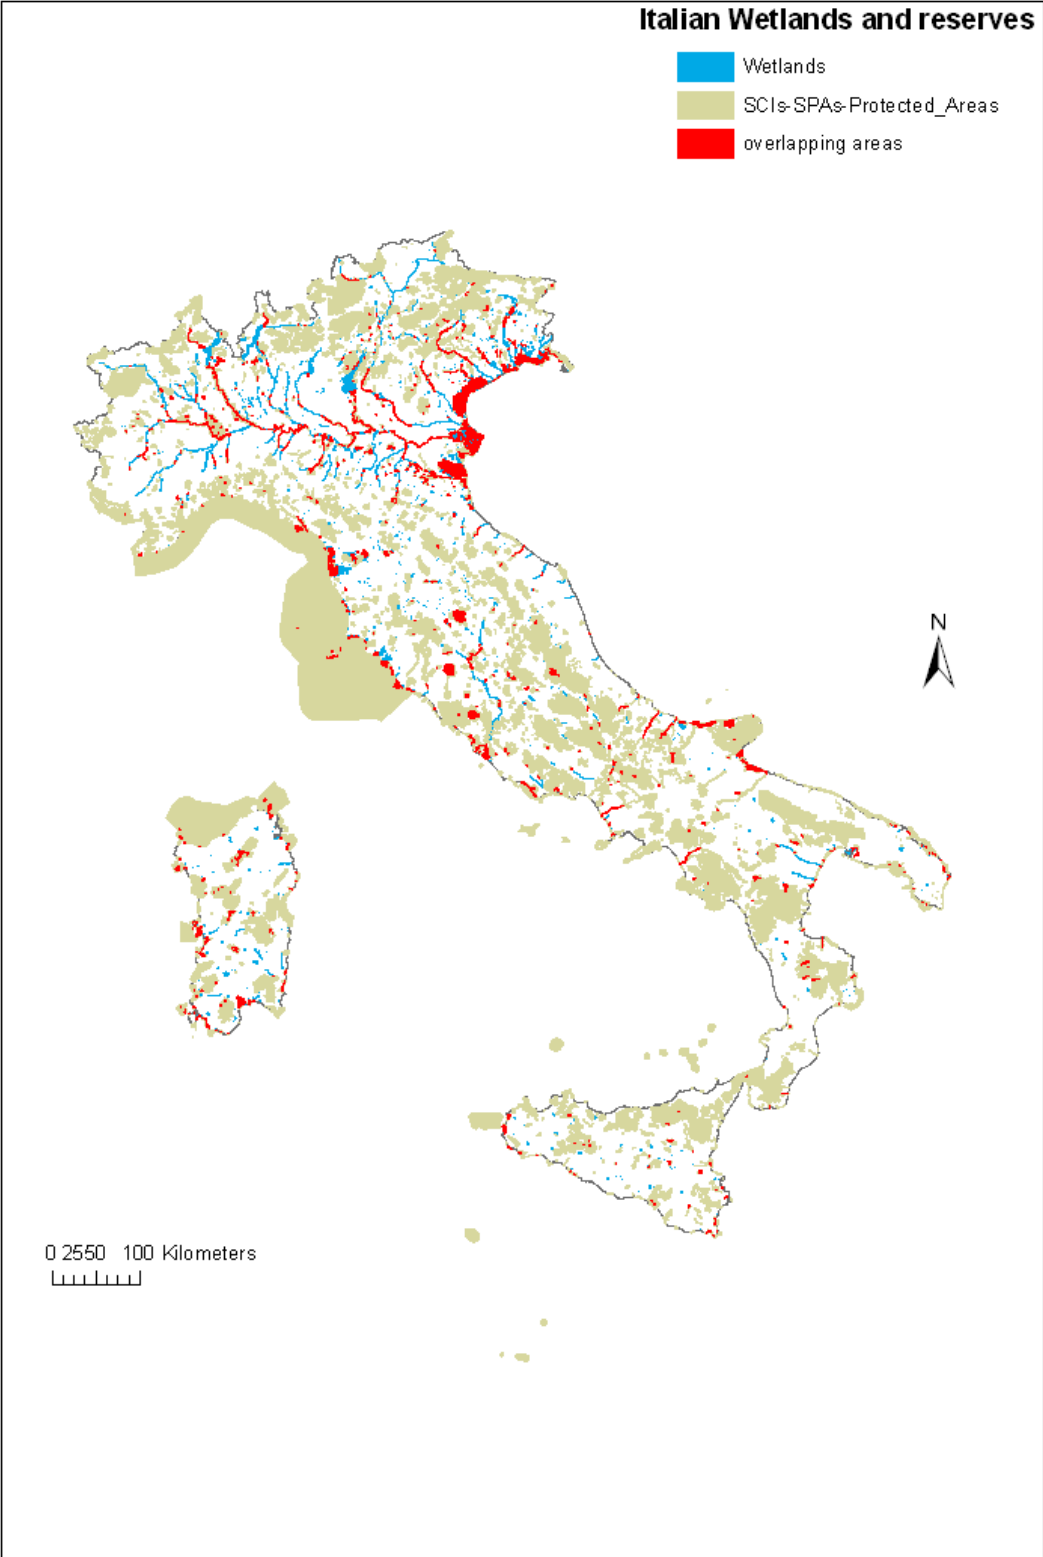 Italian Wetlands and reserves
Wetlands
SCIs-SPAs-Protected_Areas
overlapping areas
N
0 2550 100 Kilometers